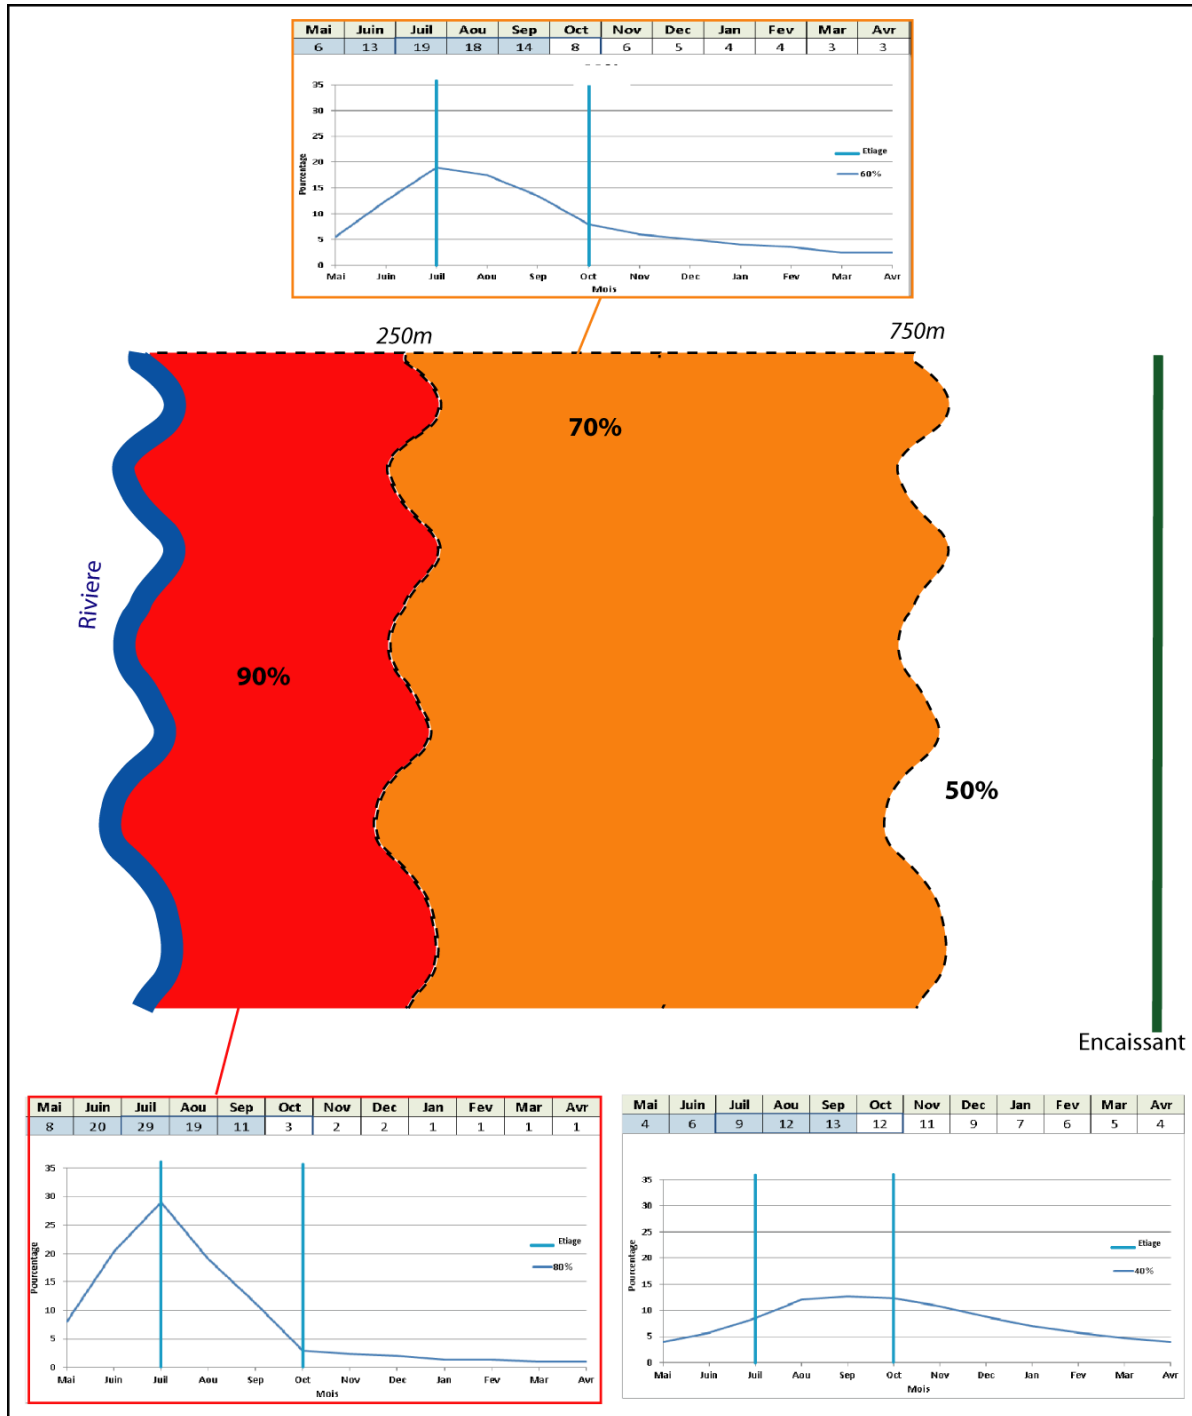 Mai Juin Juil Aou Sep Oct Nov Dec Jan Fev Mar Avr
6 13 19 18 14 8 6 5 4 4 3 3
35
30
25
20
15
10
5
0
Pourcentage
Etiage
60%
Mai Juin Juil Aou Sep Oct Nov Dec Jan Fev Mar Avr
Mois
250m
750m
70%
Riviere
90%
50%
Encaissant
Mai Juin Juil Aou Sep Oct Nov Dec Jan Fev Mar Avr
8 20 29 19 11 3 2 2 1 1 1 1
35
30
25
20
15
10
5
0
Pourcentage
Etiage
80%
Mai Juin Juil Aou Sep Oct Nov Dec Jan Fev Mar Avr
Mois
Mai Juin Juil Aou Sep Oct Nov Dec Jan Fev Mar Avr
4 6 9 12 13 12 11 9 7 6 5 4
35
30
25
20
15
10
5
0
Pourcentage
Etiage
40%
Mai Juin Juil Aou Sep Oct Nov Dec Jan Fev Mar Avr
Mois